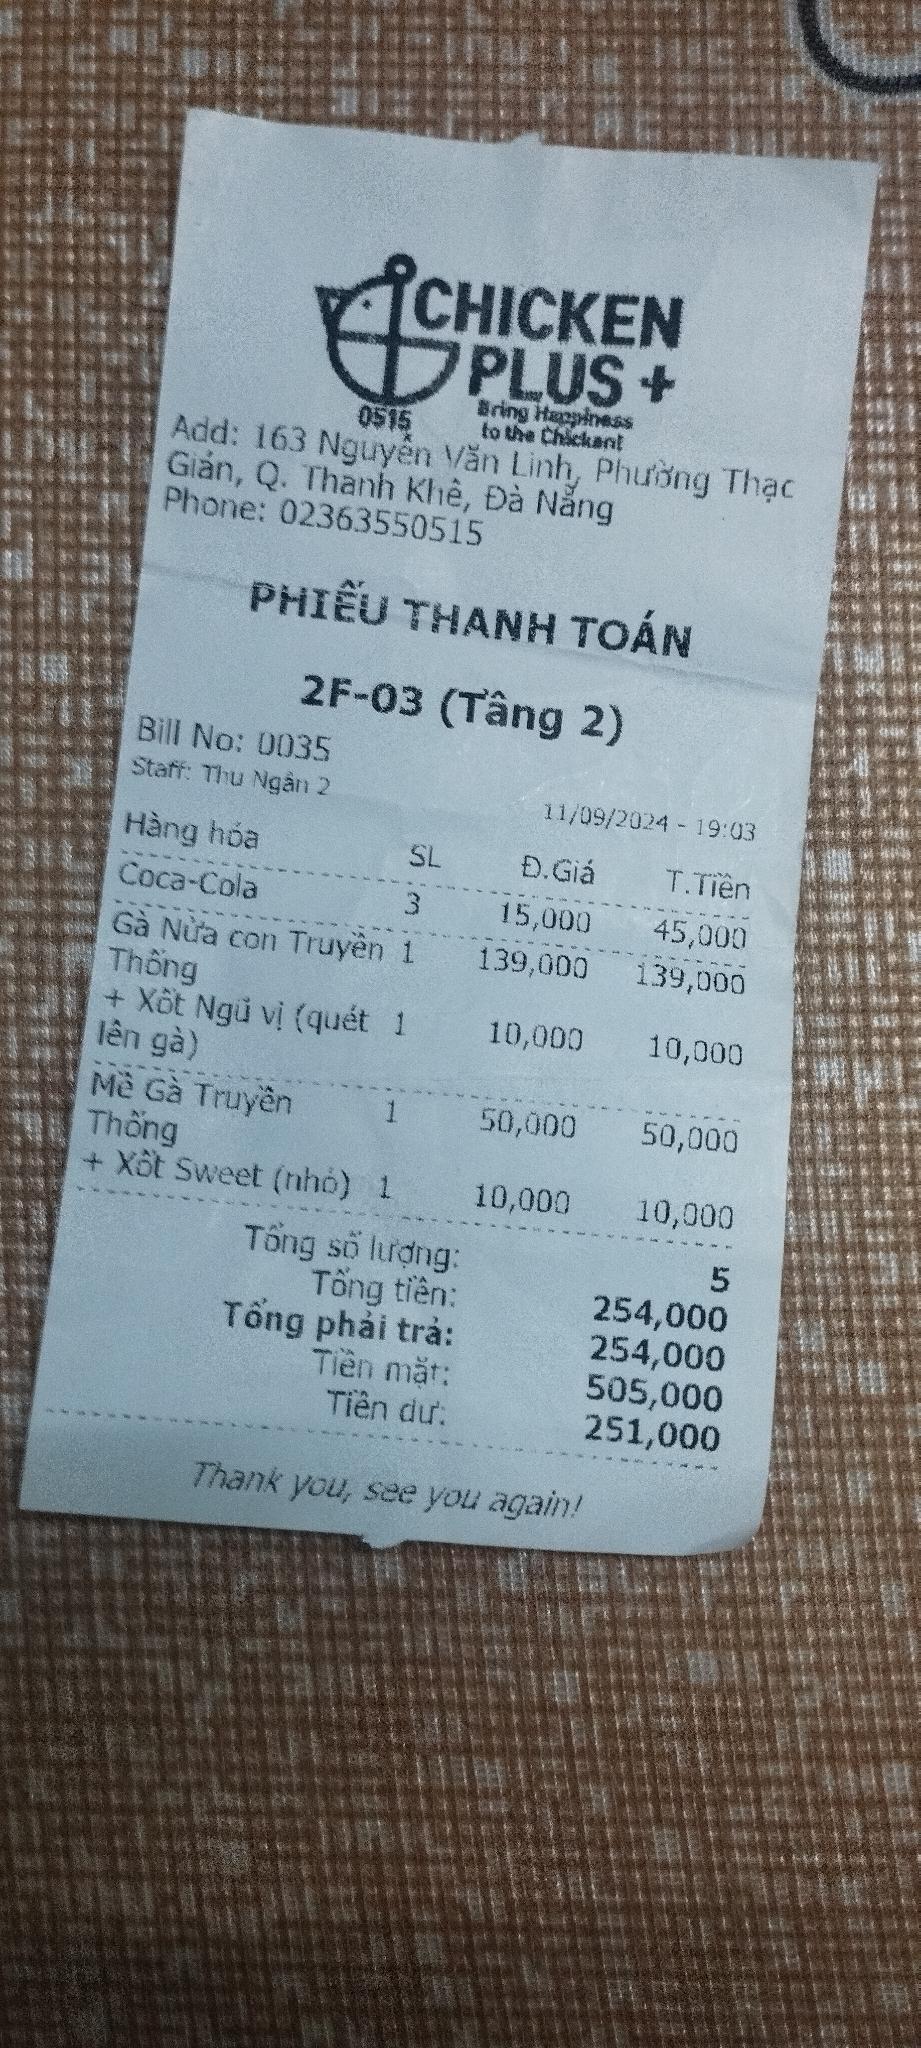 CHICKEN
PLUS +
0515
Bring Happiness
to the Chickent
Add: 163 Nguyễn Văn Linh, Phường Thạc
Gián, Q. Thanh Khê, Đà Nẵng
Phone: 02363550515
PHIẾU THANH TOÁN
2F-03 (Tầng 2)
Bill No: 0035
Staff: Thu Ngân 2
11/09/2024 - 19:03
Hàng hóa SL Đ.Giá T.Tiền
Coca-Cola 3 15,000 45,000
Gà Nửa con Truyền 1 139,000 139,000
Thống
+ Xốt Ngũ vị (quét 1 10,000 10,000
lên gà)
Mề Gà Truyền 1 50,000 50,000
Thống
+ Xốt Sweet (nhỏ) 1 10,000 10,000
Tổng số lượng: 5
Tổng tiền: 254,000
Tổng phải trả: 254,000
Tiền mặt: 505,000
Tiền dư: 251,000
Thank you, see you again!